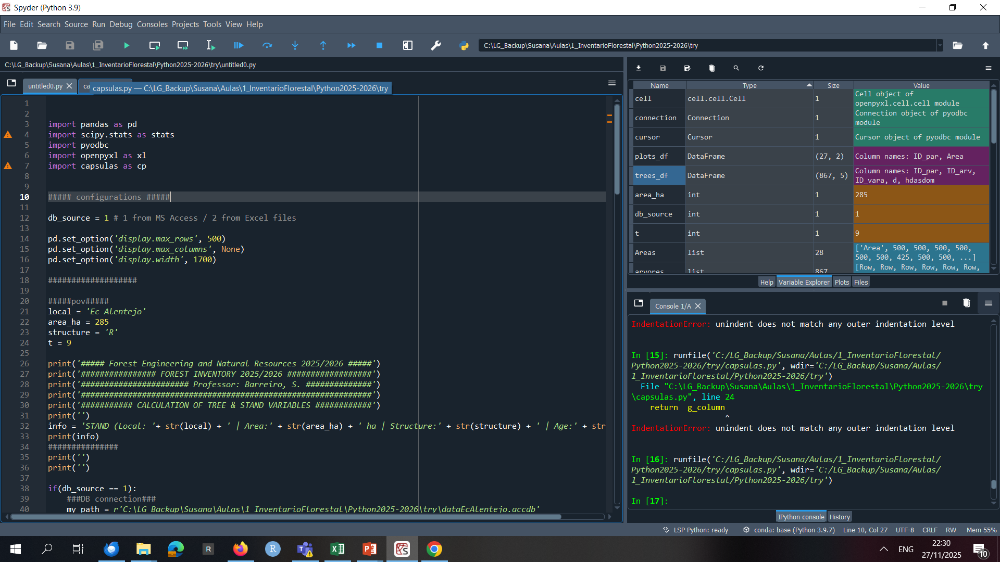 Spyder (Python 3.9)
File Edit Search Source Run Debug Consoles Projects Tools View Help
C:\LG_Backup\Susana\Aulas\1_InventarioFlorestal\Python2025-2026\try
C:\LG_Backup\Susana\Aulas\1_InventarioFlorestal\Python2025-2026\try\untitled0.py
untitled0.py
ca
capsulas.py — C:\LG_Backup\Susana\Aulas\1_InventarioFlorestal\Python2025-2026\try
1
2
3 import pandas as pd
4 import scipy.stats as stats
5 import pyodbc
6 import openpyxl as xl
7 import capsulas as cp
8
9
10 ##### configurations #####
11
12 db_source = 1 # 1 from MS Access / 2 from Excel files
13
14 pd.set_option('display.max_rows', 500)
15 pd.set_option('display.max_columns', None)
16 pd.set_option('display.width', 1700)
17
18 ###################
19
20 #####pov#####
21 local = 'Ec Alentejo'
22 area_ha = 285
23 structure = 'R'
24 t = 9
25
26 print('##### Forest Engineering and Natural Resources 2025/2026 #####')
27 print('################ FOREST INVENTORY 2025/2026 ##################')
28 print('####################### Professor: Barreiro, S. ##############')
29 print('##############################################################')
30 print('########### CALCULATION OF TREE & STAND VARIABLES ############')
31 print('')
32 info = 'STAND (Local: '+ str(local) + ' | Area:' + str(area_ha) + ' ha | Structure:' + str(structure) + ' | Age:' + str
33 print(info)
34 ###############
35 print('')
36 print('')
37
38 if(db_source == 1):
39 ###DB connection###
40 my_path = r'C:\LG_Backup\Susana\Aulas\1_InventarioFlorestal\Python2025-2026\try\dataEcAlentejo.accdb'
Name Type Size Value
cell cell.cell.Cell 1 Cell object of
openpyxl.cell.cell module
connection Connection 1 Connection object of pyodbc
module
cursor Cursor 1 Cursor object of pyodbc module
plots_df DataFrame (27, 2) Column names: ID_par, Area
trees_df DataFrame (867, 5) Column names: ID_par, ID_arv,
ID_vara, d, hdasdom
area_ha int 1 285
db_source int 1 1
t int 1 9
Areas list 28 ['Area', 500, 500, 500, 500,
500, 500, 425, 500, 500, ...]
arvores list 867 [Row, Row, Row, Row, Row, Row,
Help Variable Explorer Plots Files
Console 1/A
IndentationError: unindent does not match any outer indentation level
In [15]: runfile('C:/LG_Backup/Susana/Aulas/1_InventarioFlorestal/
Python2025-2026/try/capsulas.py', wdir='C:/LG_Backup/Susana/Aulas/
1_InventarioFlorestal/Python2025-2026/try')
File "C:\LG_Backup\Susana\Aulas\1_InventarioFlorestal\Python2025-2026\try
\capsulas.py", line 24
return g_column
^
IndentationError: unindent does not match any outer indentation level
In [16]: runfile('C:/LG_Backup/Susana/Aulas/1_InventarioFlorestal/
Python2025-2026/try/capsulas.py', wdir='C:/LG_Backup/Susana/Aulas/
1_InventarioFlorestal/Python2025-2026/try')
In [17]:
IPython console History
LSP Python: ready conda: base (Python 3.9.7) Line 10, Col 27 UTF-8 CRLF RW Mem 55%
R
R
ENG
22:30
27/11/2025
10